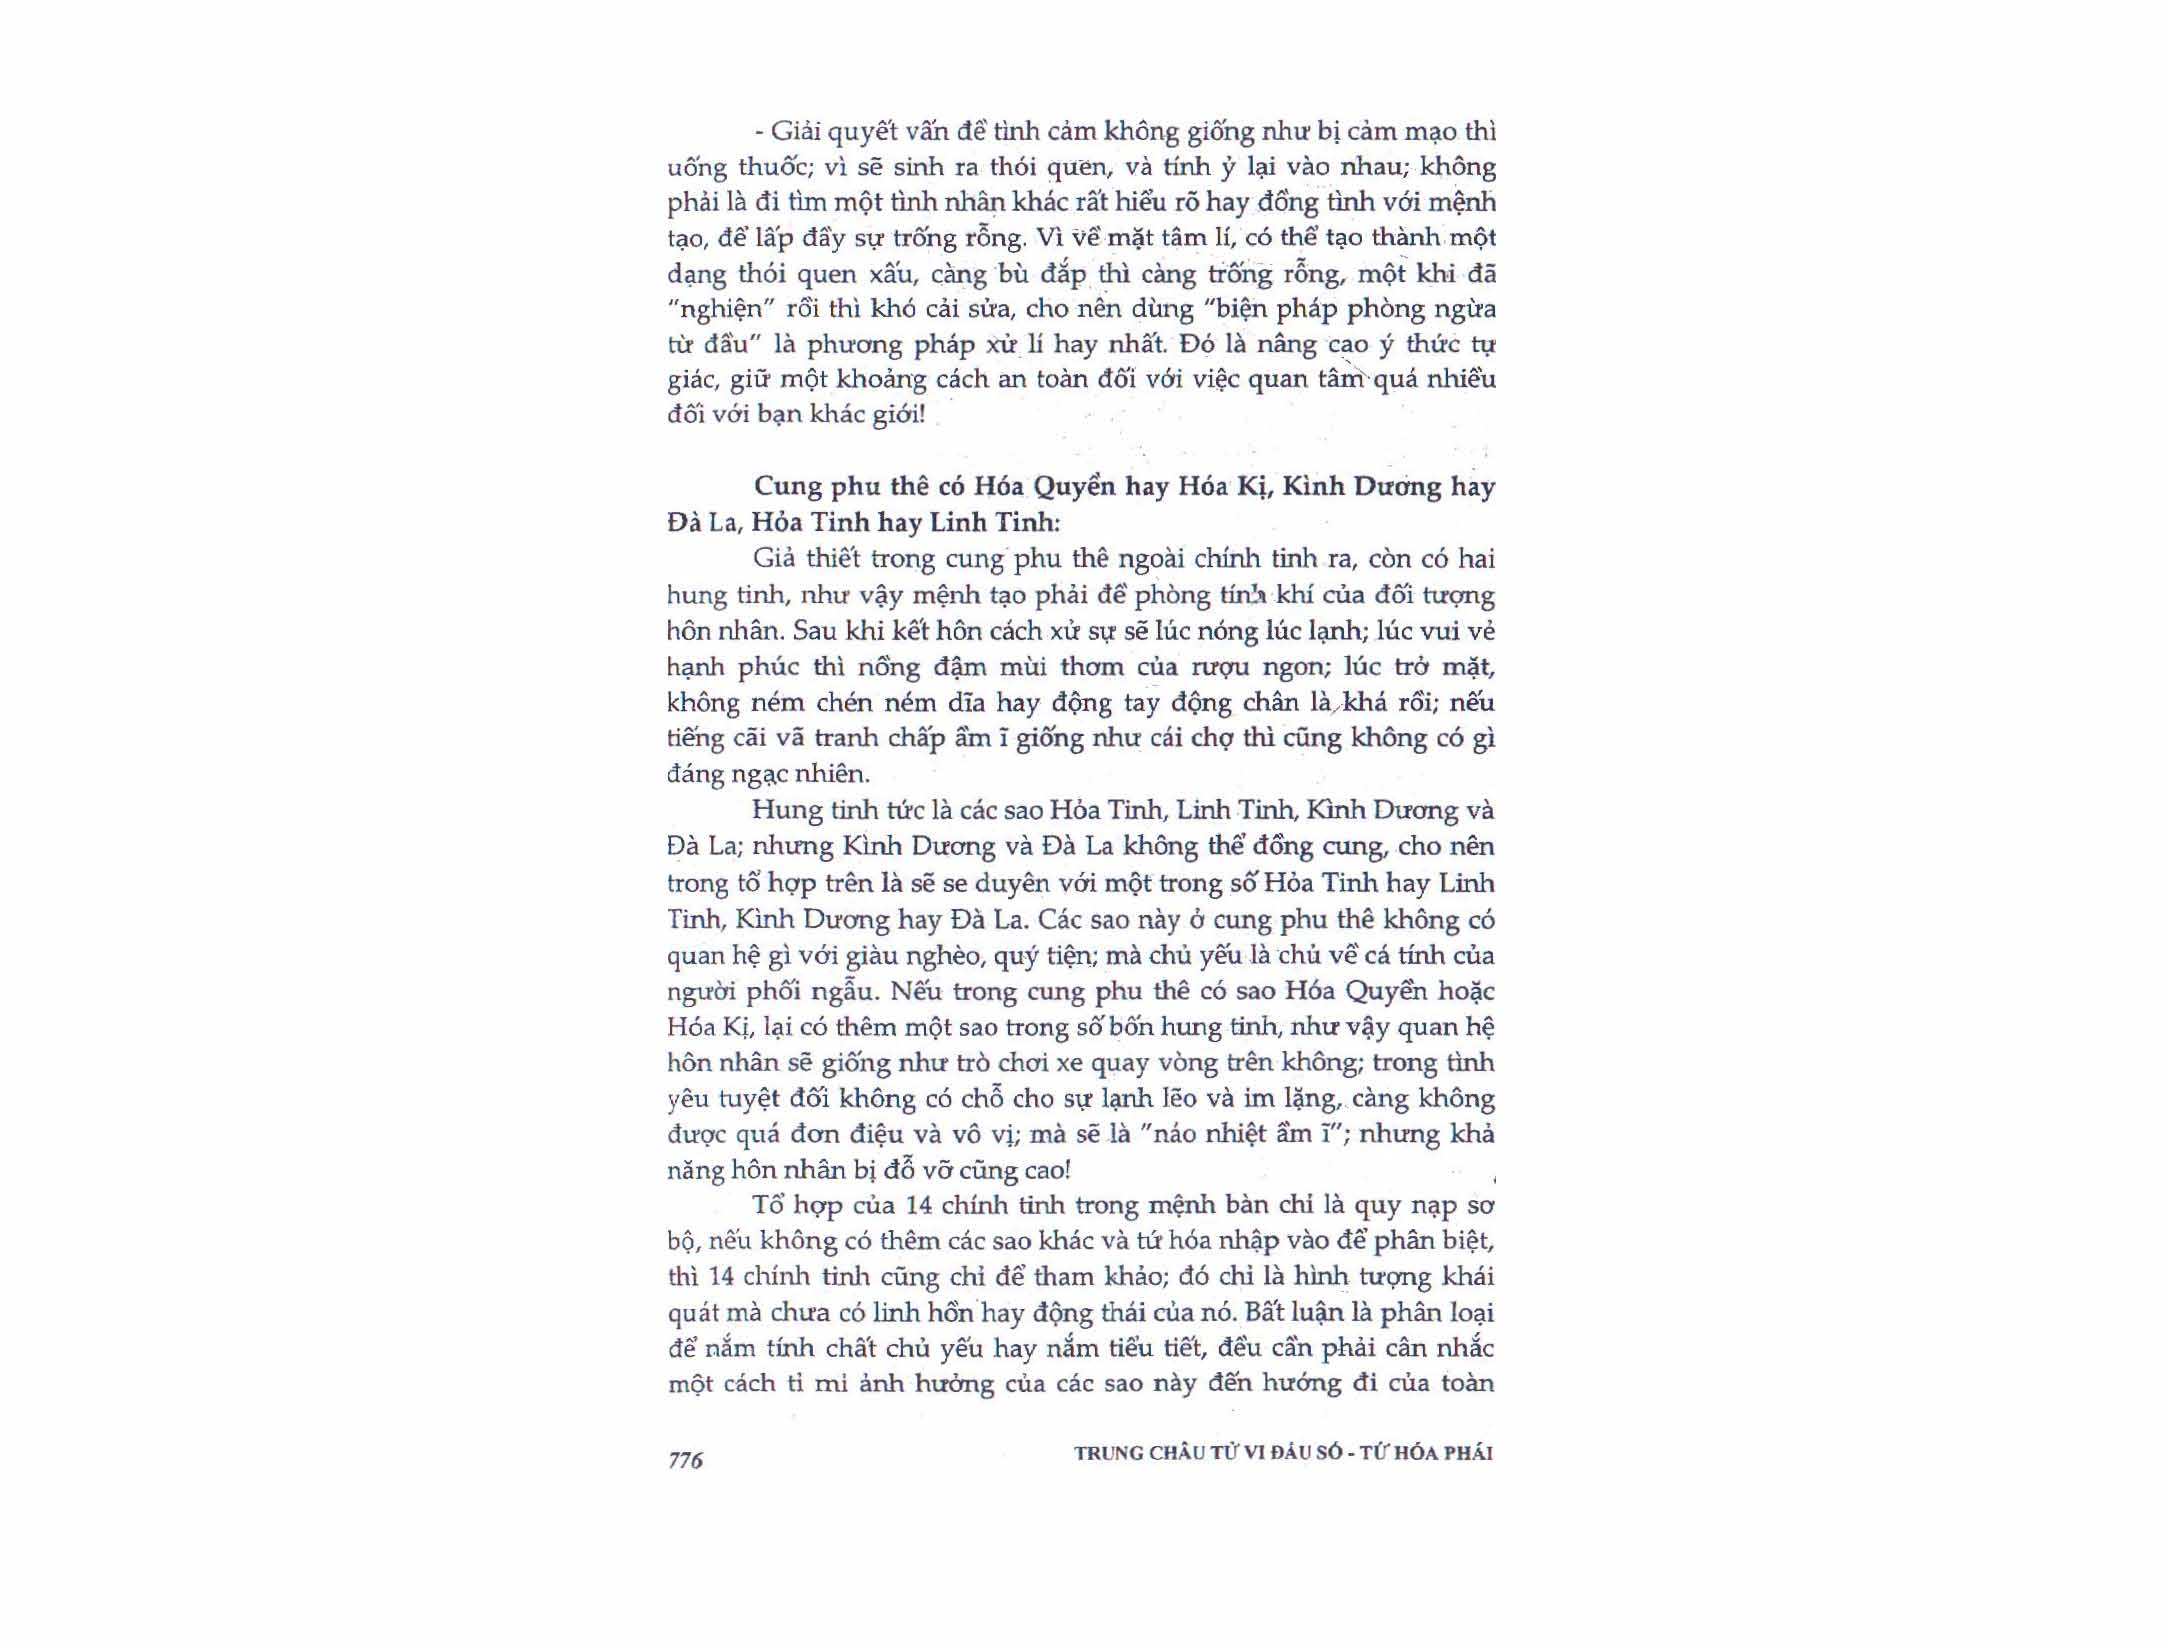 - Giải quyết vấn đề tình cảm không giống như bị cảm mạo thì
uống thuốc; vì sẽ sinh ra thói quen, và tính ỷ lại vào nhau; không
phải là đi tìm một tình nhân khác rất hiểu rõ hay đồng tình với mệnh
tạo, để lấp đầy sự trống rỗng. Vì về mặt tâm lí, có thể tạo thành một
dạng thói quen xấu, càng bù đắp thì càng trống rỗng, một khi đã
"nghiện" rồi thì khó cải sửa, cho nên dùng "biện pháp phòng ngừa
từ đầu" là phương pháp xử lí hay nhất. Đó là nâng cao ý thức tự
giác, giữ một khoảng cách an toàn đối với việc quan tâm quá nhiều
đối với bạn khác giới!
Cung phu thê có Hóa Quyền hay Hóa Kị, Kình Dương hay
Đà La, Hỏa Tinh hay Linh Tinh:
Giả thiết trong cung phu thê ngoài chính tinh ra, còn có hai
hung tinh, như vậy mệnh tạo phải đề phòng tính khí của đối tượng
hôn nhân. Sau khi kết hôn cách xử sự sẽ lúc nóng lúc lạnh; lúc vui vẻ
hạnh phúc thì nồng đậm mùi thơm của rượu ngon; lúc trở mặt,
không ném chén ném dĩa hay động tay động chân là khá rồi; nếu
tiếng cãi vã tranh chấp ầm ĩ giống như cái chợ thì cũng không có gì
đáng ngạc nhiên.
Hung tinh tức là các sao Hỏa Tinh, Linh Tinh, Kình Dương và
Đà La; nhưng Kình Dương và Đà La không thể đồng cung, cho nên
trong tổ hợp trên là sẽ se duyên với một trong số Hỏa Tinh hay Linh
Tinh, Kình Dương hay Đà La. Các sao này ở cung phu thê không có
quan hệ gì với giàu nghèo, quý tiện; mà chủ yếu là chủ về cá tính của
người phối ngẫu. Nếu trong cung phu thê có sao Hóa Quyền hoặc
Hóa Kị, lại có thêm một sao trong số bốn hung tinh, như vậy quan hệ
hôn nhân sẽ giống như trò chơi xe quay vòng trên không; trong tình
yêu tuyệt đối không có chỗ cho sự lạnh lẽo và im lặng, càng không
được quá đơn điệu và vô vị; mà sẽ là "náo nhiệt ầm ĩ"; nhưng khả
năng hôn nhân bị đỗ vỡ cũng cao!
Tổ hợp của 14 chính tinh trong mệnh bàn chỉ là quy nạp sơ
bộ, nếu không có thêm các sao khác và tứ hóa nhập vào để phân biệt,
thì 14 chính tinh cũng chỉ để tham khảo; đó chỉ là hình tượng khái
quát mà chưa có linh hồn hay động thái của nó. Bất luận là phân loại
để nắm tính chất chủ yếu hay nắm tiểu tiết, đều cần phải cân nhắc
một cách tỉ mỉ ảnh hưởng của các sao này đến hướng đi của toàn
776
TRUNG CHÂU TỬ VI ĐẨU SỐ - TỨ HÓA PHÁI